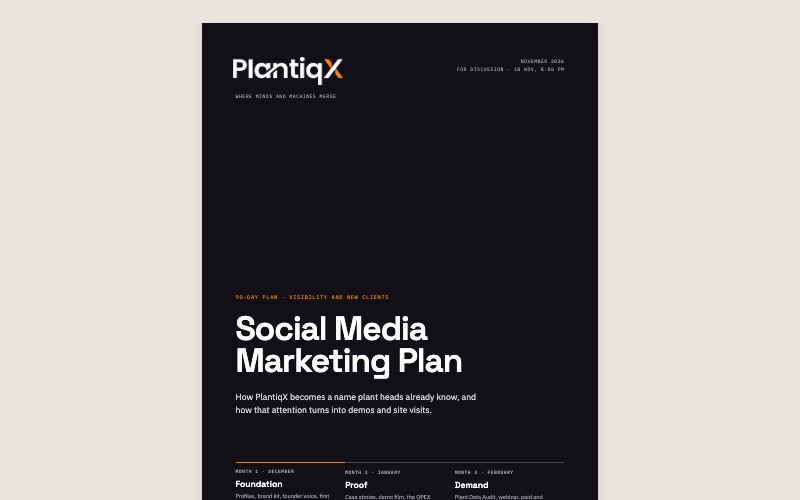 PlantiqX
NOVEMBER 2026
FOR DISCUSSION · 18 NOV, 8:00 PM
WHERE MINDS AND MACHINES MERGE
90-DAY PLAN · VISIBILITY AND NEW CLIENTS
Social Media
Marketing Plan
How PlantiqX becomes a name plant heads already know, and
how that attention turns into demos and site visits.
MONTH 1 · DECEMBER
Foundation
Profiles, brand kit, founder voice, first
MONTH 2 · JANUARY
Proof
Case stories, demo film, the OPEX
MONTH 3 · FEBRUARY
Demand
Plant Data Audit, webinar, paid and